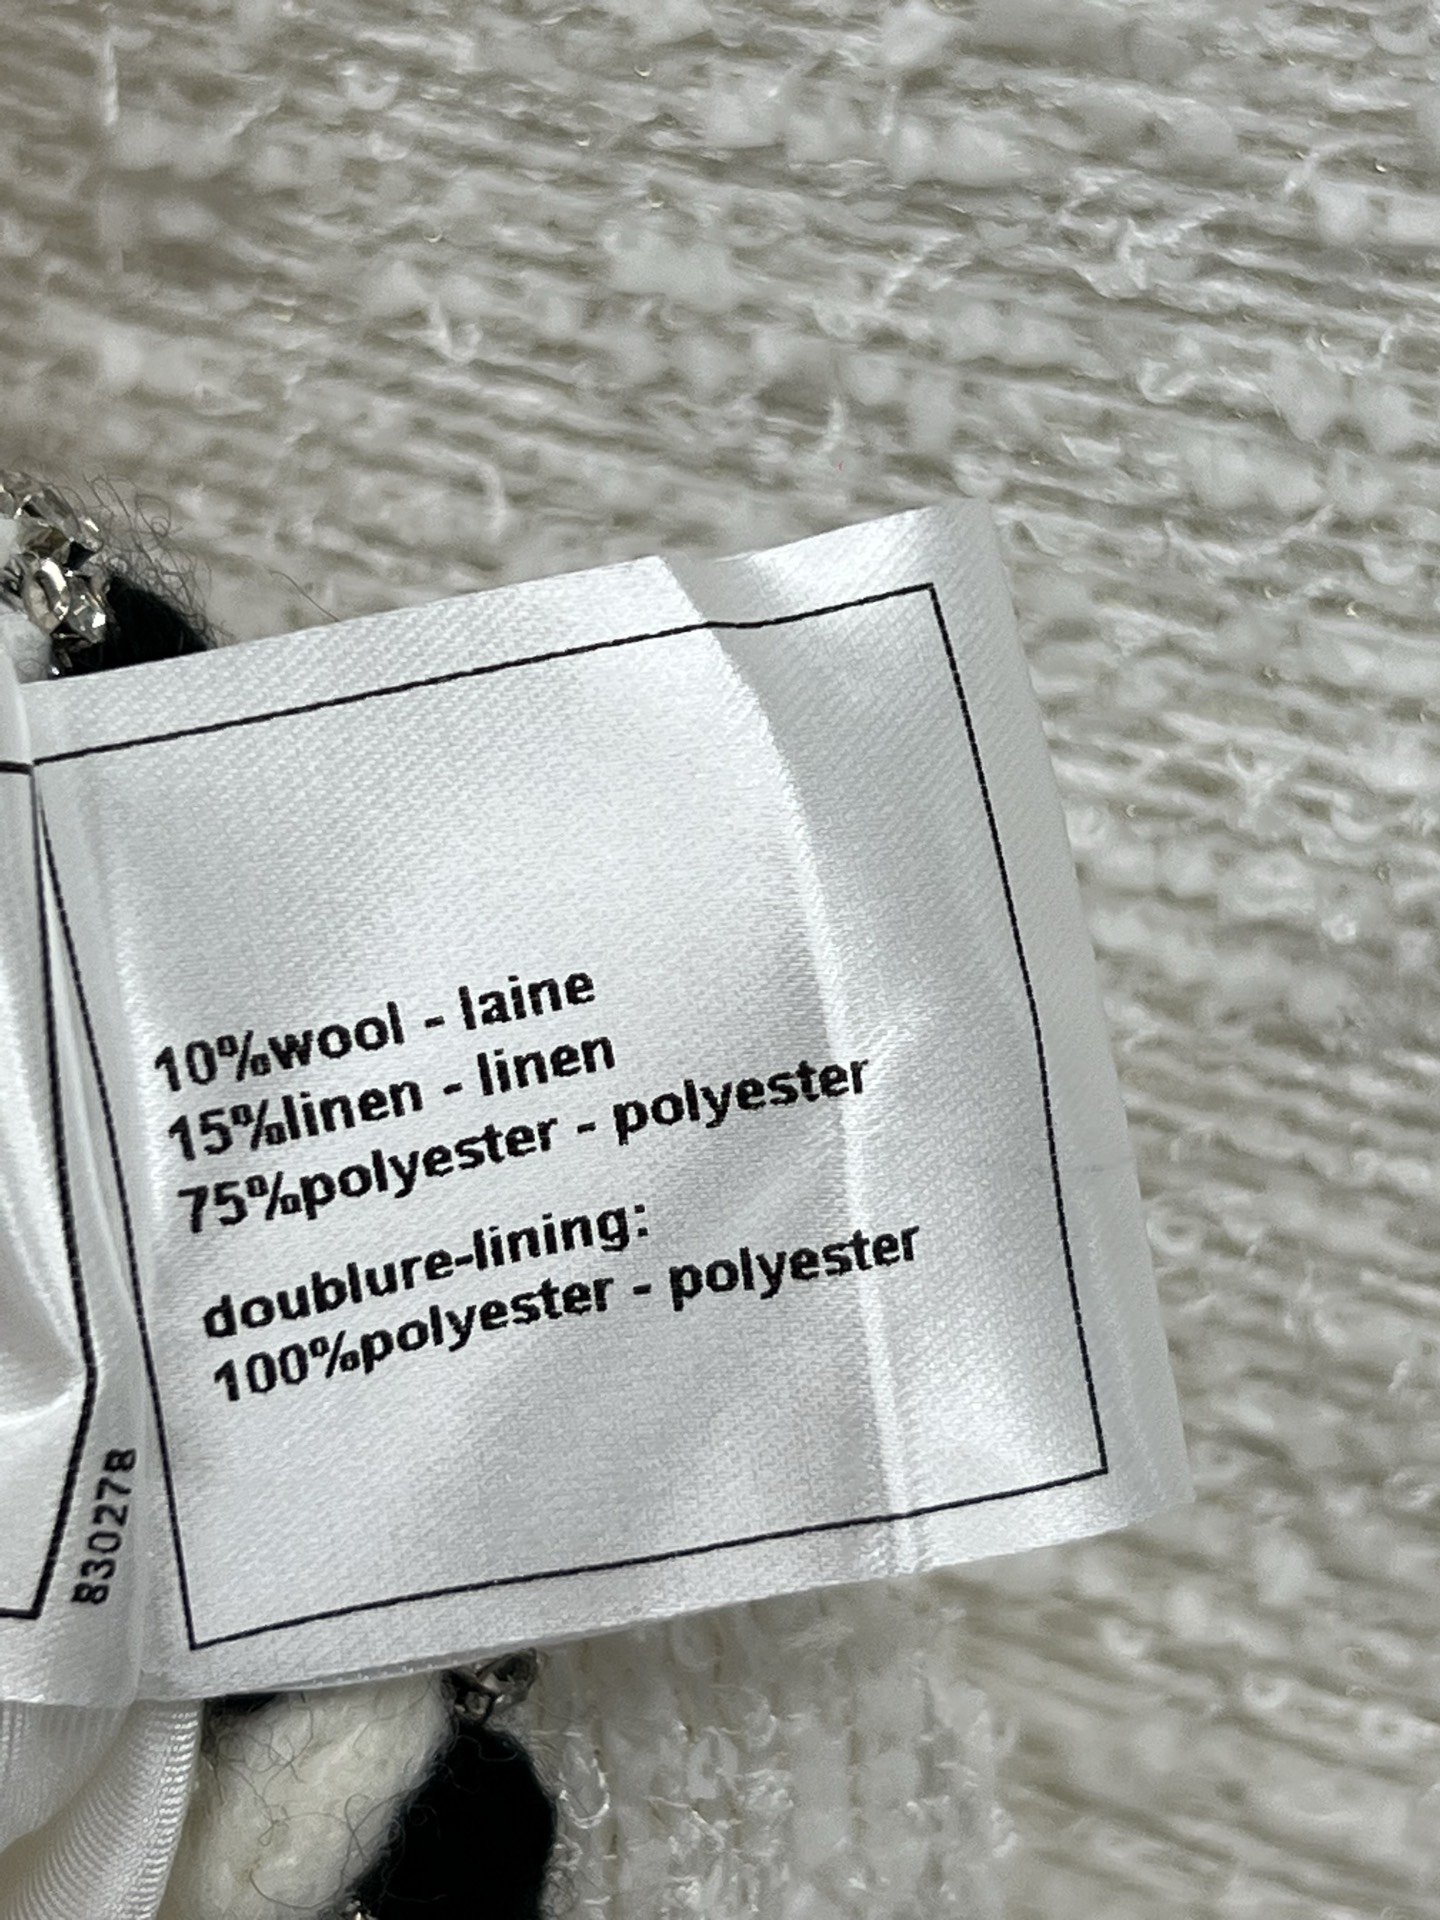 10%wool - laine
15%linen - linen
75%polyester - polyester
doublure-lining:
100%polyester - polyester
830278